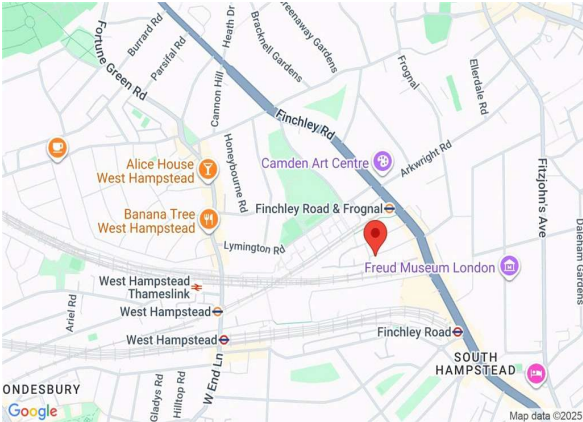 Fortune Green Rd
Burrard Rd
Parsifal Rd
Cannon Hill
Heath Dr
Bracknell Gardens
eenaway Gardens
Finchley Rd
Frognal
Ellerdale Rd
Arkwright Rd
Fitzjohn's Ave
Daleham Gardens
Honeybourne Rd
Alice House
West Hampstead
Camden Art Centre
Banana Tree
West Hampstead
Finchley Road & Frognal
Lymington Rd
Freud Museum London
West Hampstead
Thameslink
West Hampstead
West Hampstead
Finchley Road
Ariel Rd
SOUTH
HAMPSTEAD
ONDESBURY
Gladys Rd
Hilltop Rd
W End Ln
Google
Map data ©2025